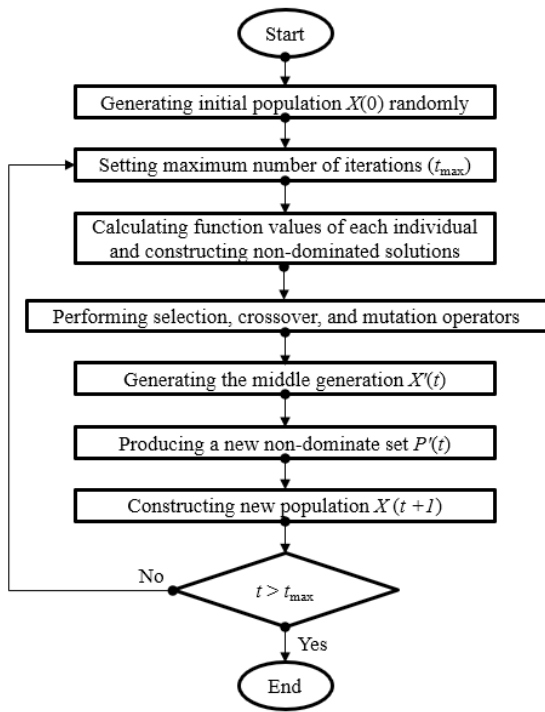 Start
Generating initial population X(0) randomly
Setting maximum number of iterations (tmax)
Calculating function values of each individual
and constructing non-dominated solutions
Performing selection, crossover, and mutation operators
Generating the middle generation X'(t)
Producing a new non-dominate set P'(t)
Constructing new population X (t +1)
No
t > tmax
Yes
End